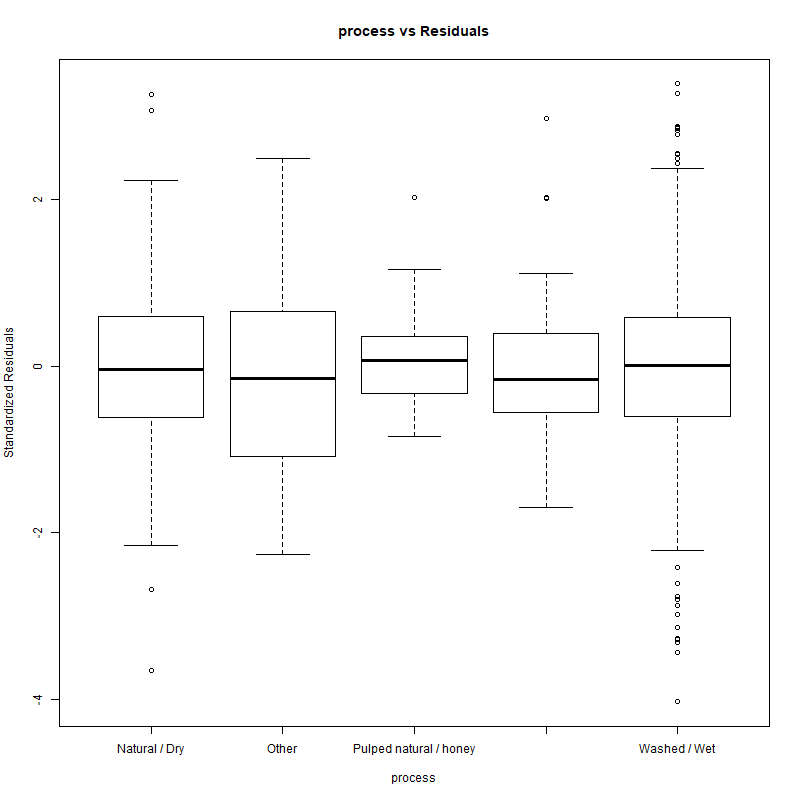 process vs Residuals
Standardized Residuals
2
0
-2
-4
Natural / Dry
Other
Pulped natural / honey
Washed / Wet
process